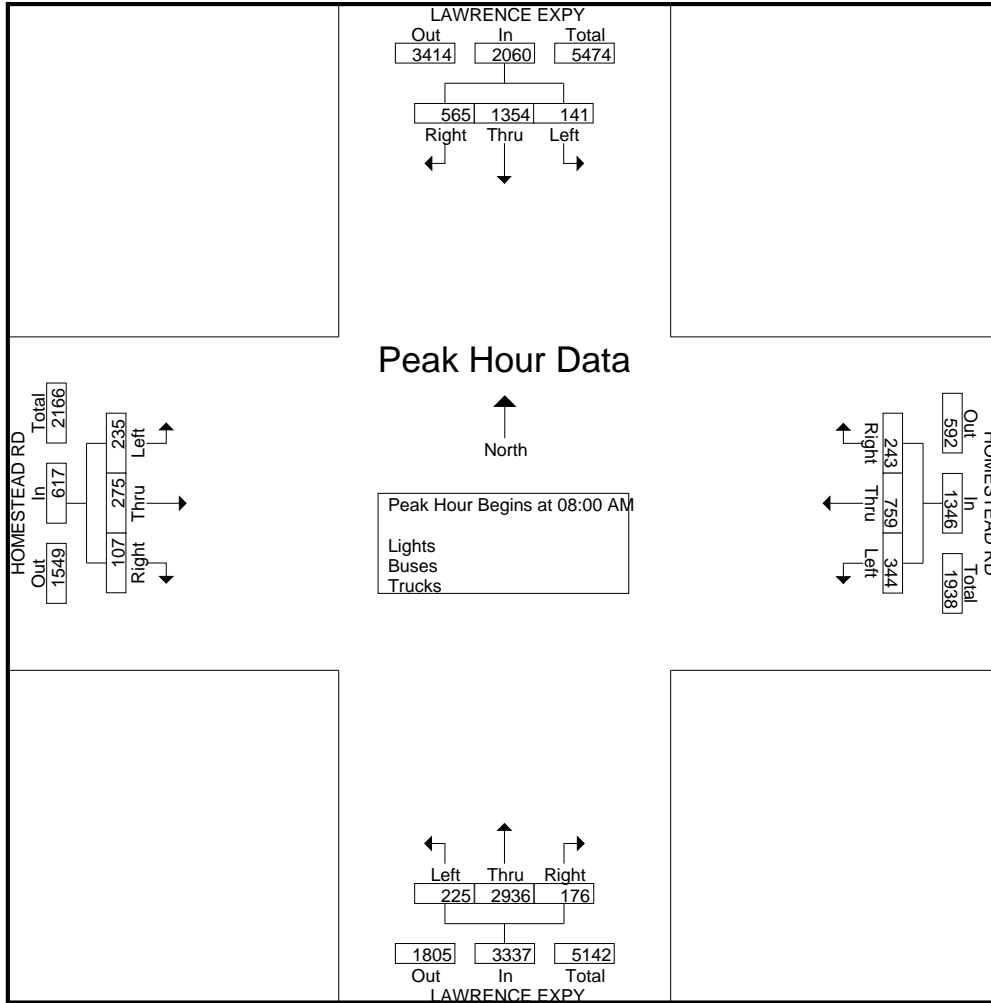 LAWRENCE EXPY
Out In Total
3414 2060 5474
565 1354 141
Right Thru Left
Peak Hour Data
North
Peak Hour Begins at 08:00 AM
Lights
Buses
Trucks
HOMESTEAD RD
Total In Out
2166 617 1549
235 275 107
Left Thru Right
HOMESTEAD RD
Out In Total
592 1346 1938
243 759 344
Right Thru Left
Left Thru Right
225 2936 176
1805 3337 5142
Out In Total
LAWRENCE EXPY